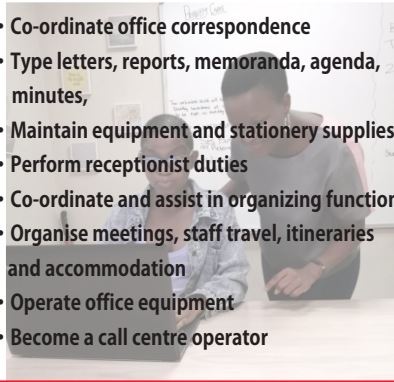 • Co-ordinate office correspondence
• Type letters, reports, memoranda, agenda,
minutes,
• Maintain equipment and stationery supplies
• Perform receptionist duties
• Co-ordinate and assist in organizing function
• Organise meetings, staff travel, itineraries
and accommodation
• Operate office equipment
• Become a call centre operator